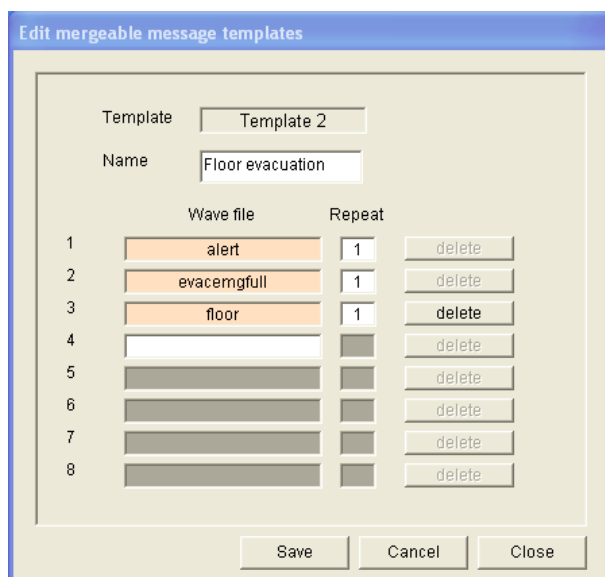 Edit mergeable message templates
Template Template 2
Name Floor evacuation
Wave file Repeat
1 alert 1 delete
2 evacemgfull 1 delete
3 floor 1 delete
4 delete
5 delete
6 delete
7 delete
8 delete
Save Cancel Close